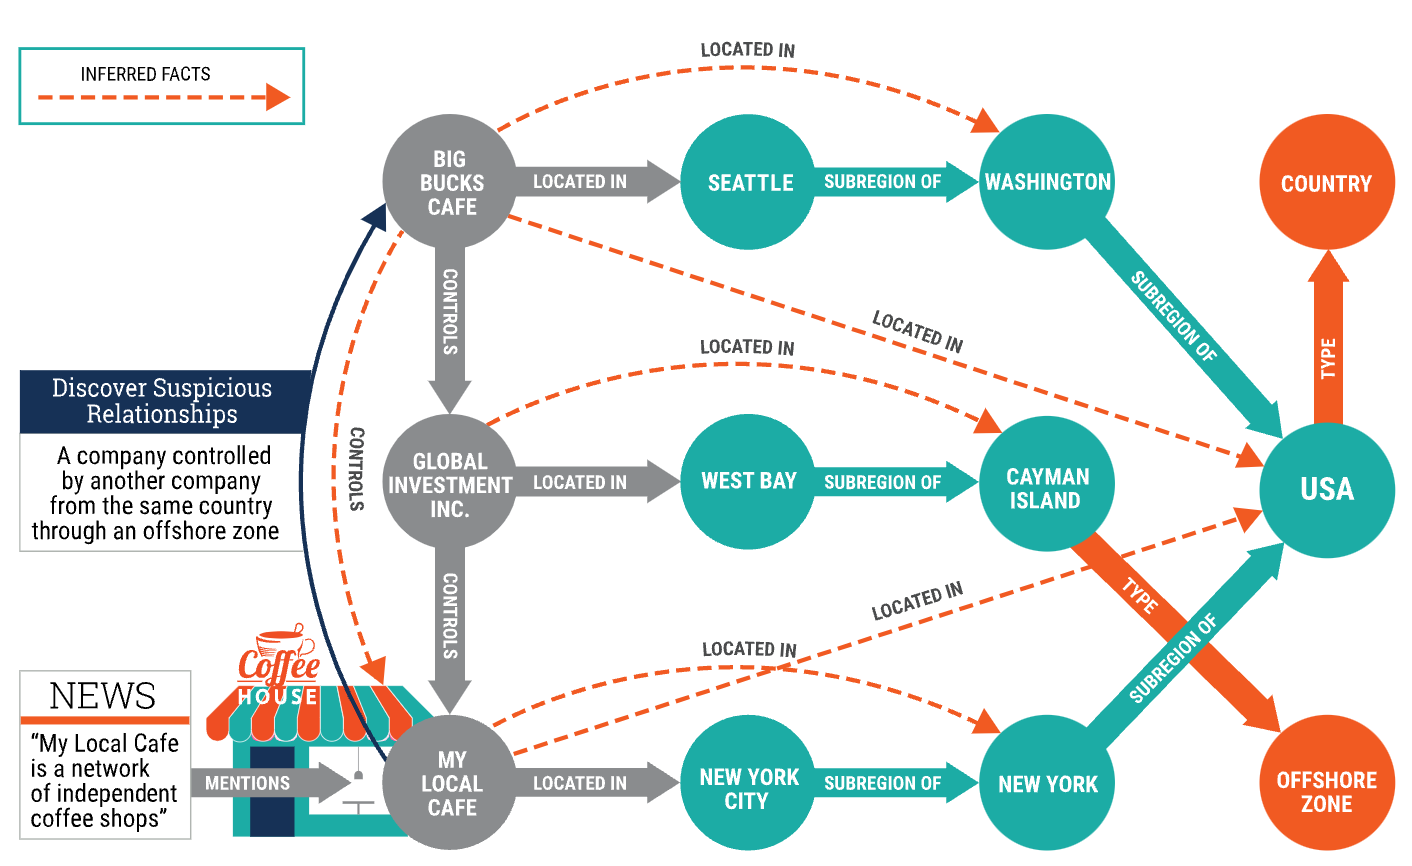 LOCATED IN
INFERRED FACTS
BIG
BUCKS
CAFE
LOCATED IN
SEATTLE
SUBREGION OF
WASHINGTON
COUNTRY
CONTROLS
SUBREGION OF
LOCATED IN
LOCATED IN
TYPE
Discover Suspicious
Relationships
A company controlled
by another company
from the same country
through an offshore zone
CONTROLS
GLOBAL
INVESTMENT
INC.
LOCATED IN
WEST BAY
SUBREGION OF
CAYMAN
ISLAND
USA
CONTROLS
LOCATED IN
TYPE
SUBREGION OF
LOCATED IN
Coffee
HOUSE
NEWS
“My Local Cafe
is a network
of independent
coffee shops”
MENTIONS
MY
LOCAL
CAFE
LOCATED IN
NEW YORK
CITY
SUBREGION OF
NEW YORK
OFFSHORE
ZONE